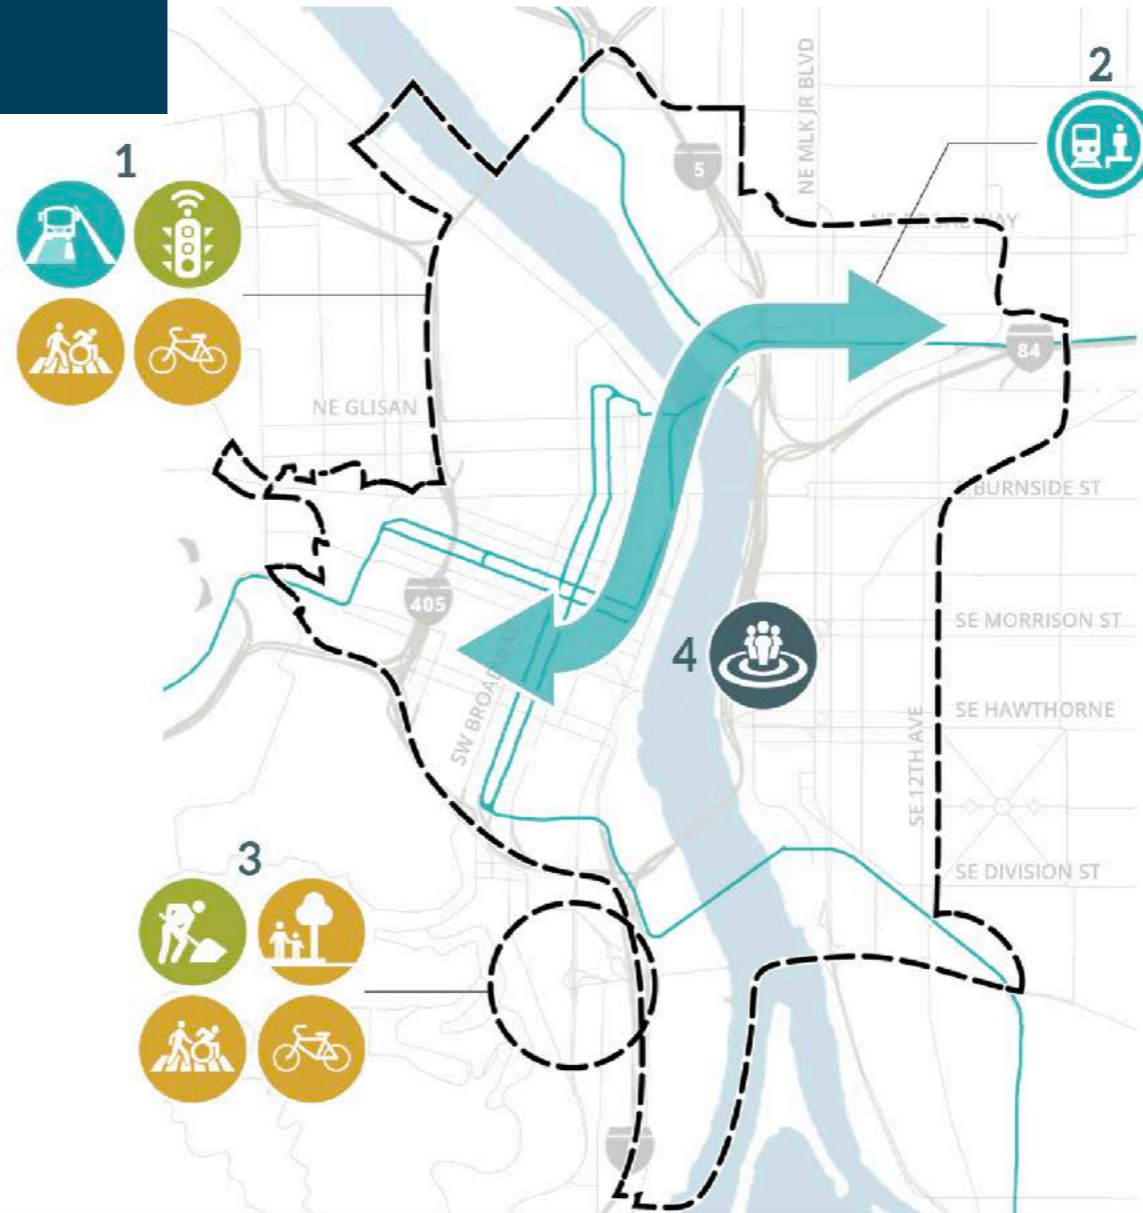 1
2
NE MLK JR BLVD
5
84
NE GLISAN
BURNSIDE ST
405
SE MORRISON ST
4
SW BROADWAY
SE HAWTHORNE
SE 12TH AVE
3
SE DIVISION ST